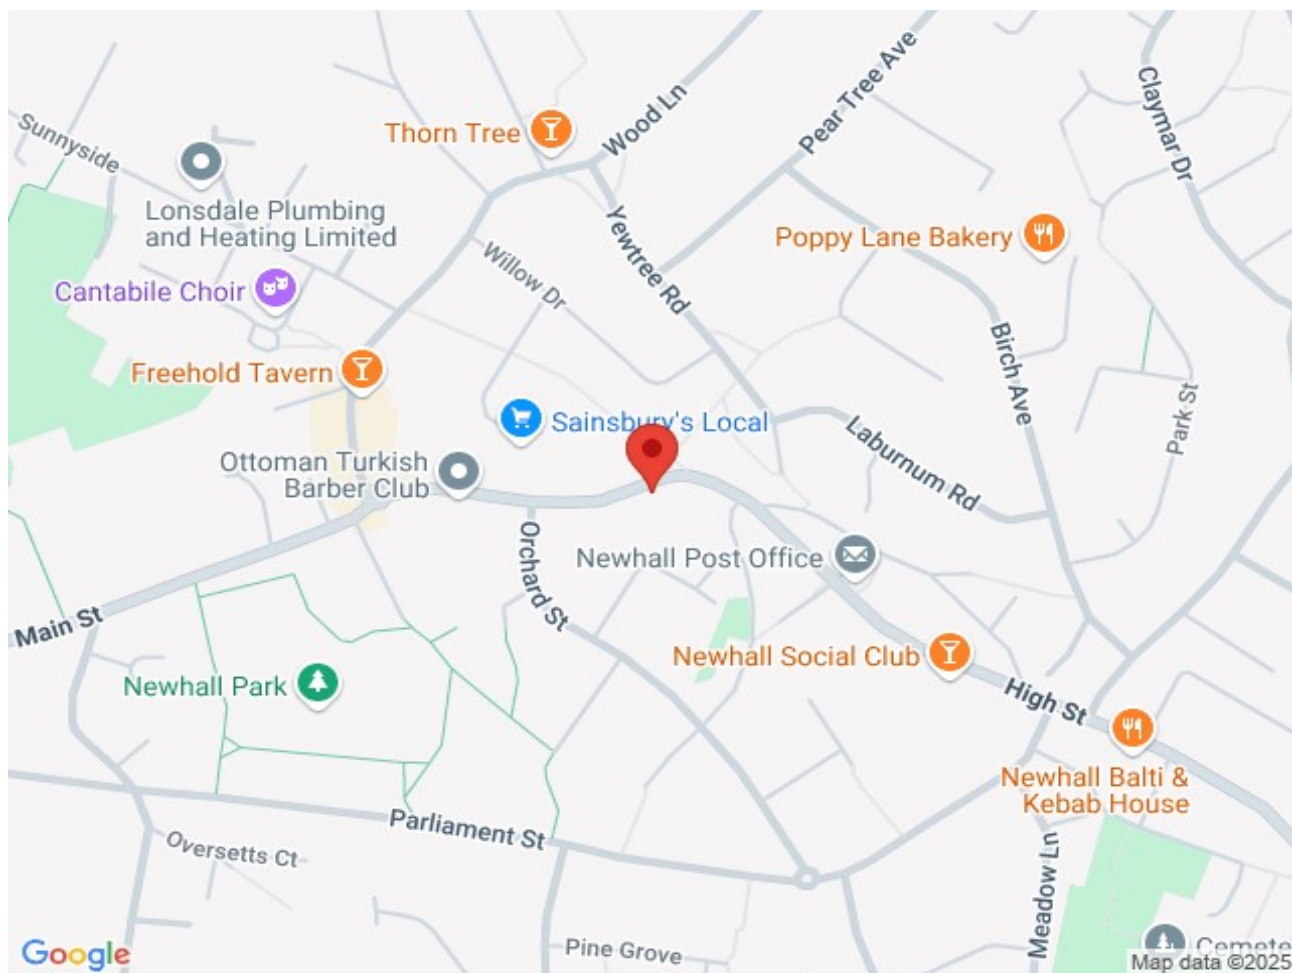 Sunnyside
Thorn Tree
Wood Ln
Pear Tree Ave
Claymar Dr
Lonsdale Plumbing
and Heating Limited
Yewtree Rd
Poppy Lane Bakery
Willow Dr
Cantabile Choir
Birch Ave
Freehold Tavern
Park St
Sainsbury's Local
Laburnum Rd
Ottoman Turkish
Barber Club
Orchard St
Newhall Post Office
Main St
Newhall Park
Newhall Social Club
High St
Newhall Balti &
Kebab House
Parliament St
Oversetts Ct
Meadow Ln
Pine Grove
Google
Map data ©2025